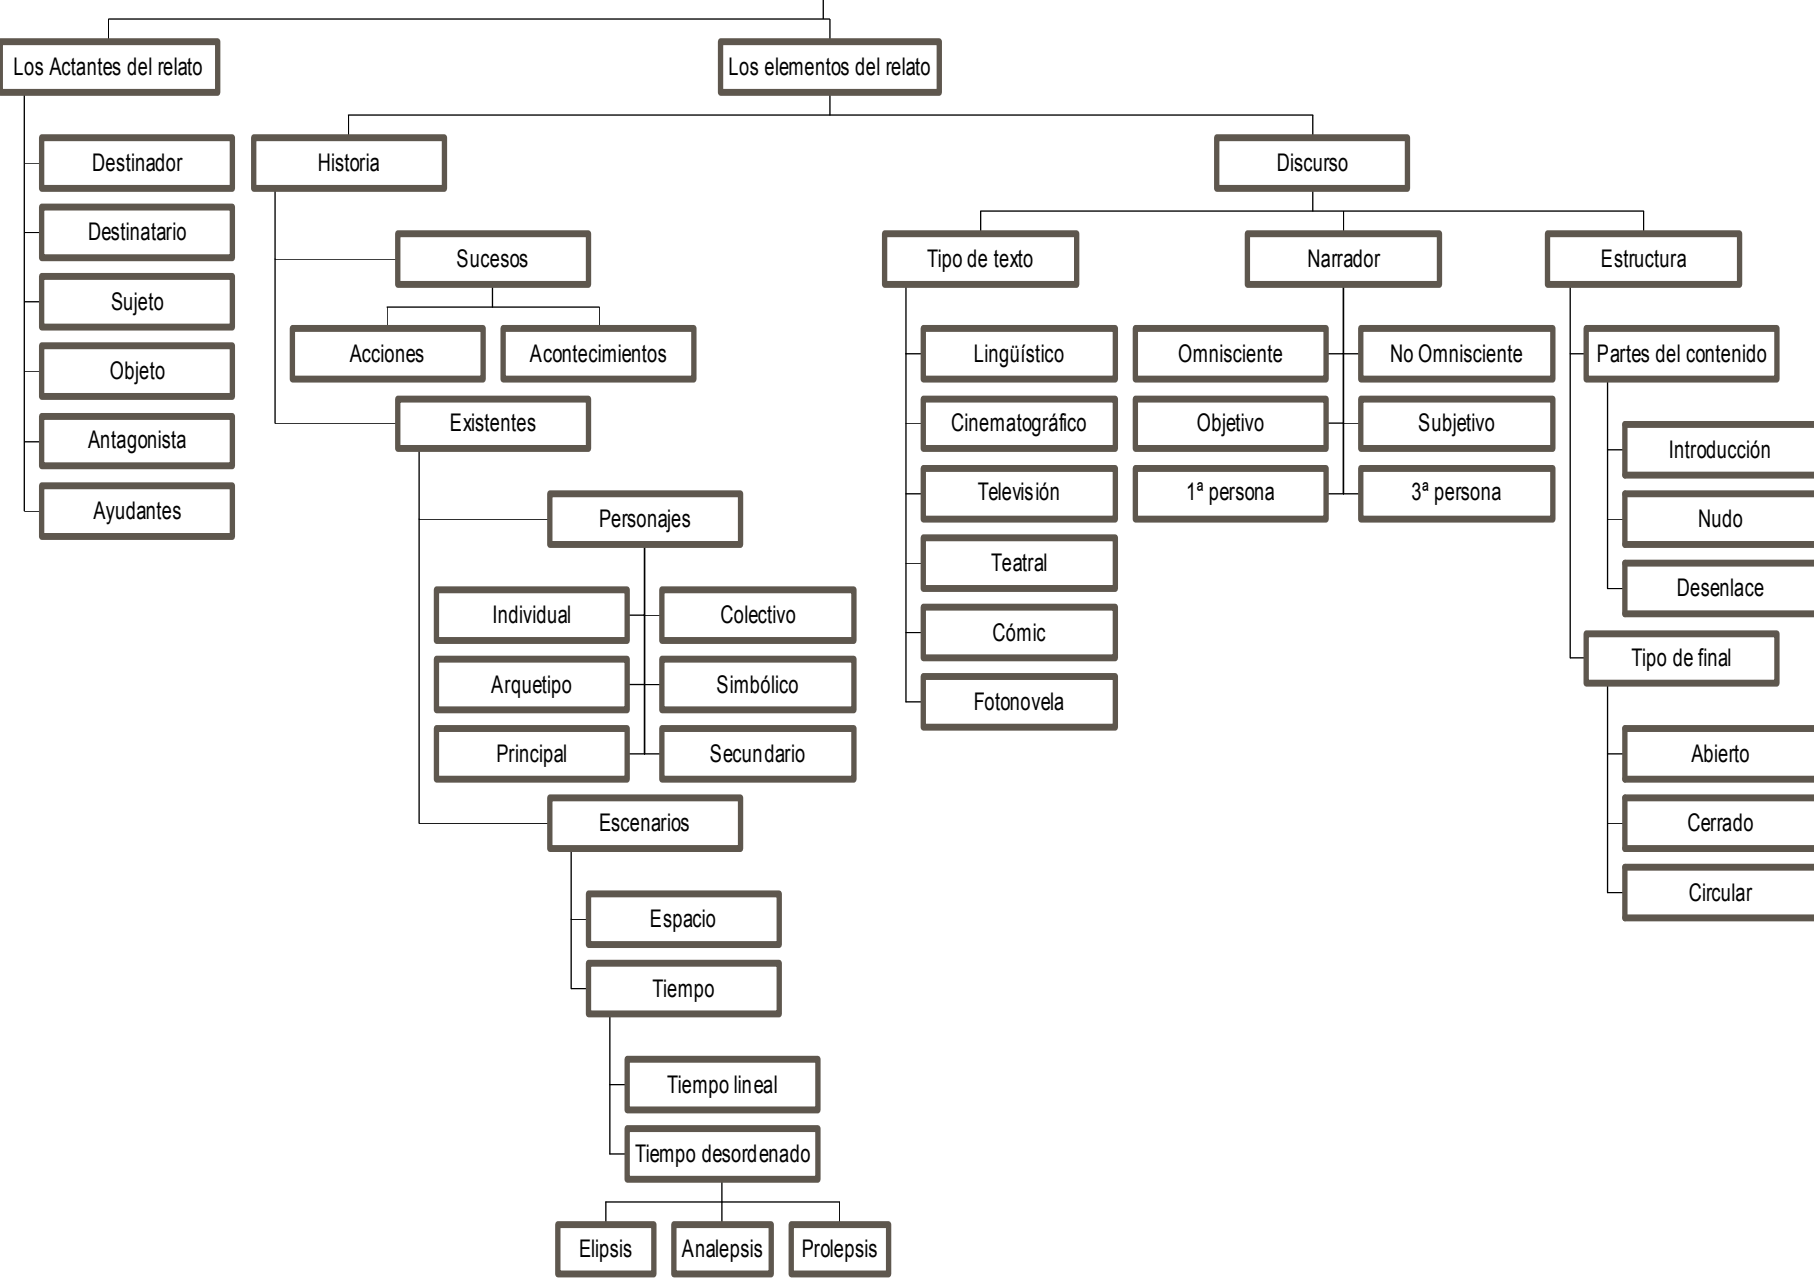 Los Actantes del relato
Destinador
Destinatario
Sujeto
Objeto
Antagonista
Ayudantes
Los elementos del relato
Historia
Sucesos
Acciones
Acontecimientos
Existentes
Personajes
Individual
Colectivo
Arquetipo
Simbólico
Principal
Secundario
Escenarios
Espacio
Tiempo
Tiempo lineal
Tiempo desordenado
Elipsis
Analepsis
Prolepsis
Discurso
Tipo de texto
Lingüístico
Cinematográfico
Televisión
Teatral
Cómic
Fotonovela
Narrador
Omnisciente
No Omnisciente
Objetivo
Subjetivo
1ª persona
3ª persona
Estructura
Partes del contenido
Introducción
Nudo
Desenlace
Tipo de final
Abierto
Cerrado
Circular